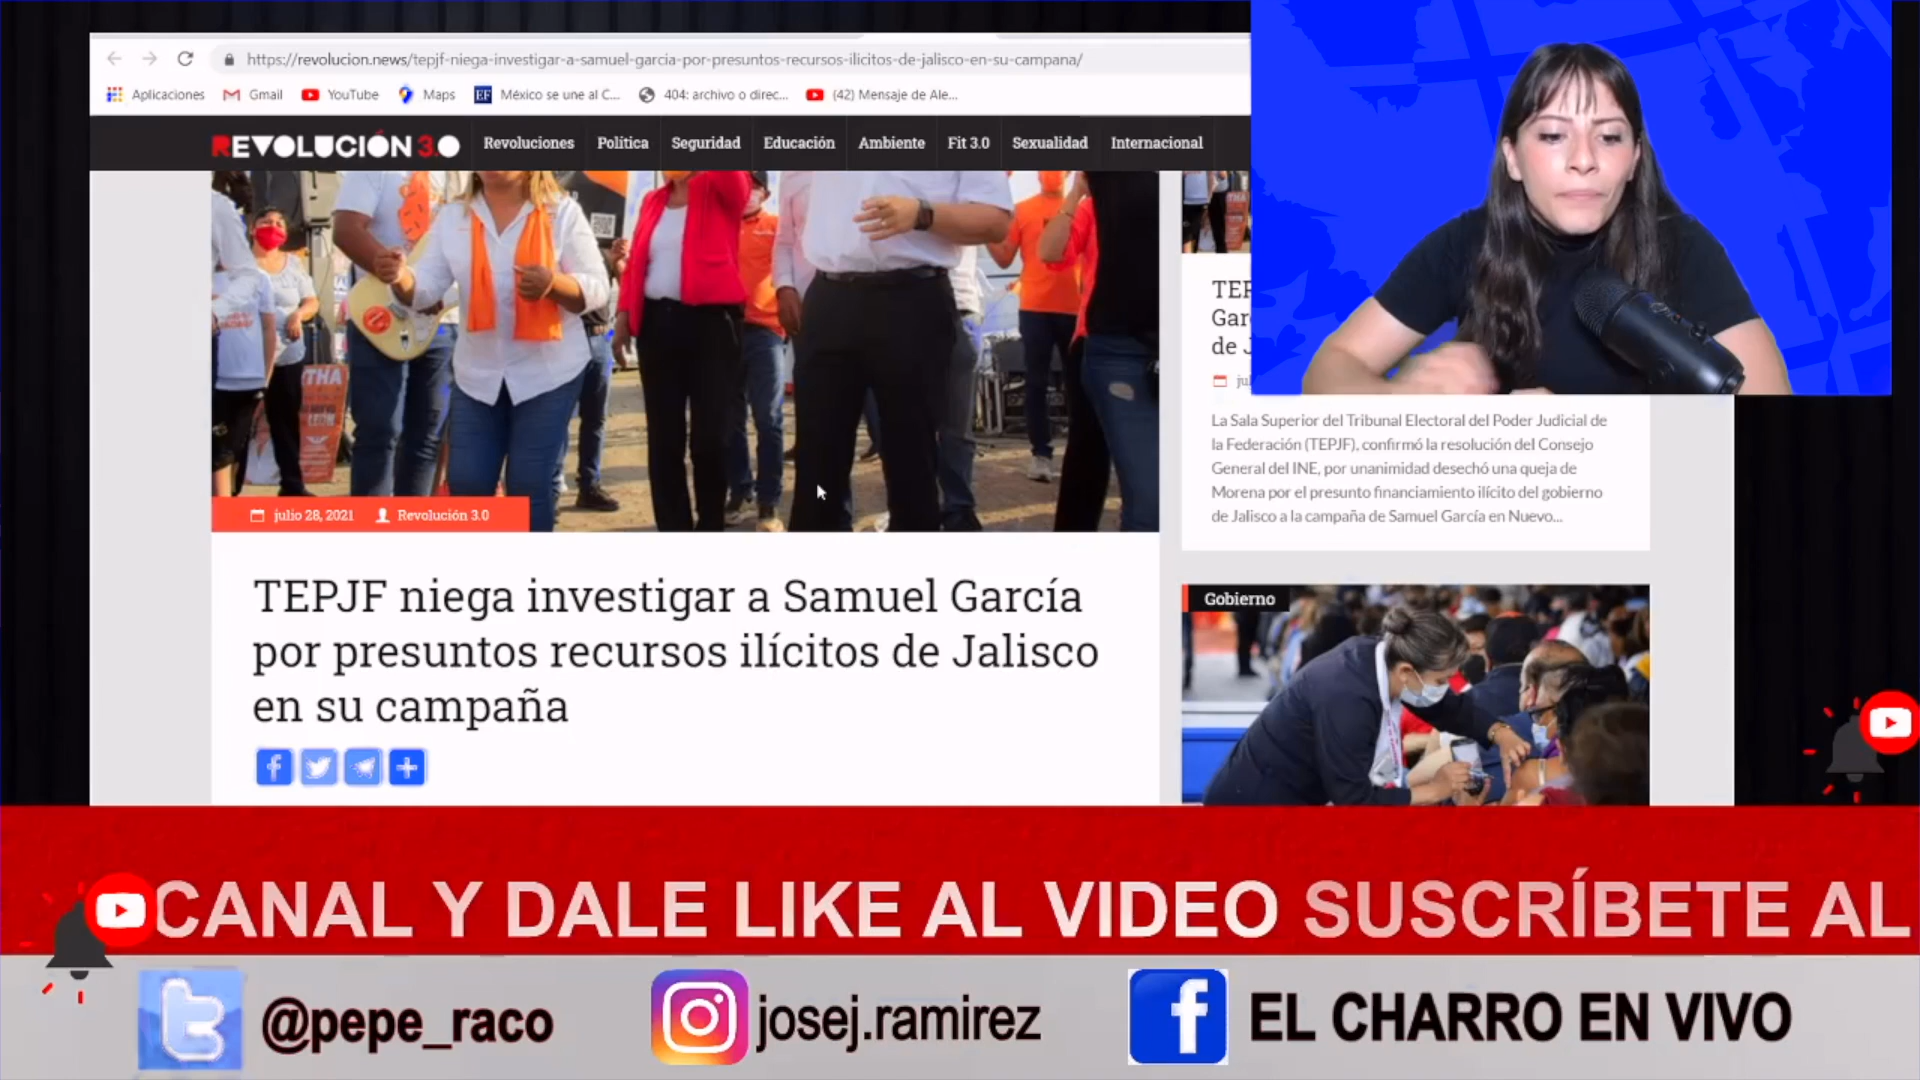 https://revolucion.news/tepjf-niega-investigar-a-samuel-garcia-por-presuntos-recursos-ilicitos-de-jalisco-en-su-campana/
Aplicaciones Gmail YouTube Maps EF México se une al C... 404: archivo o direc... (42) Mensaje de Ale...
REVOLUCIÓN 3.0 Revoluciones Política Seguridad Educación Ambiente Fit 3.0 Sexualidad Internacional
THA
julio 28, 2021 Revolución 3.0
TEPJF niega investigar a Samuel García
por presuntos recursos ilícitos de Jalisco
en su campaña
de J
La Sala Superior del Tribunal Electoral del Poder Judicial de
la Federación (TEPJF), confirmó la resolución del Consejo
General del INE, por unanimidad desechó una queja de
Morena por el presunto financiamiento ilícito del gobierno
de Jalisco a la campaña de Samuel García en Nuevo...
Gobierno
CANAL Y DALE LIKE AL VIDEO SUSCRÍBETE AL
@pepe_raco josej.ramirez EL CHARRO EN VIVO